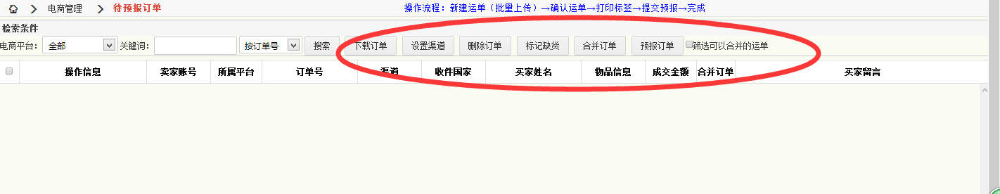 电商管理 待预报订单 操作流程：新建运单（批量上传）→确认运单→打印标签→提交预报→完成
检索条件
电商平台： 全部 关键词： 按订单号 搜索 下载订单 设置渠道 删除订单 标记缺货 合并订单 预报订单 筛选可以合并的运单
操作信息 卖家账号 所属平台 订单号 渠道 收件国家 买家姓名 物品信息 成交金额 合并订单 买家留言